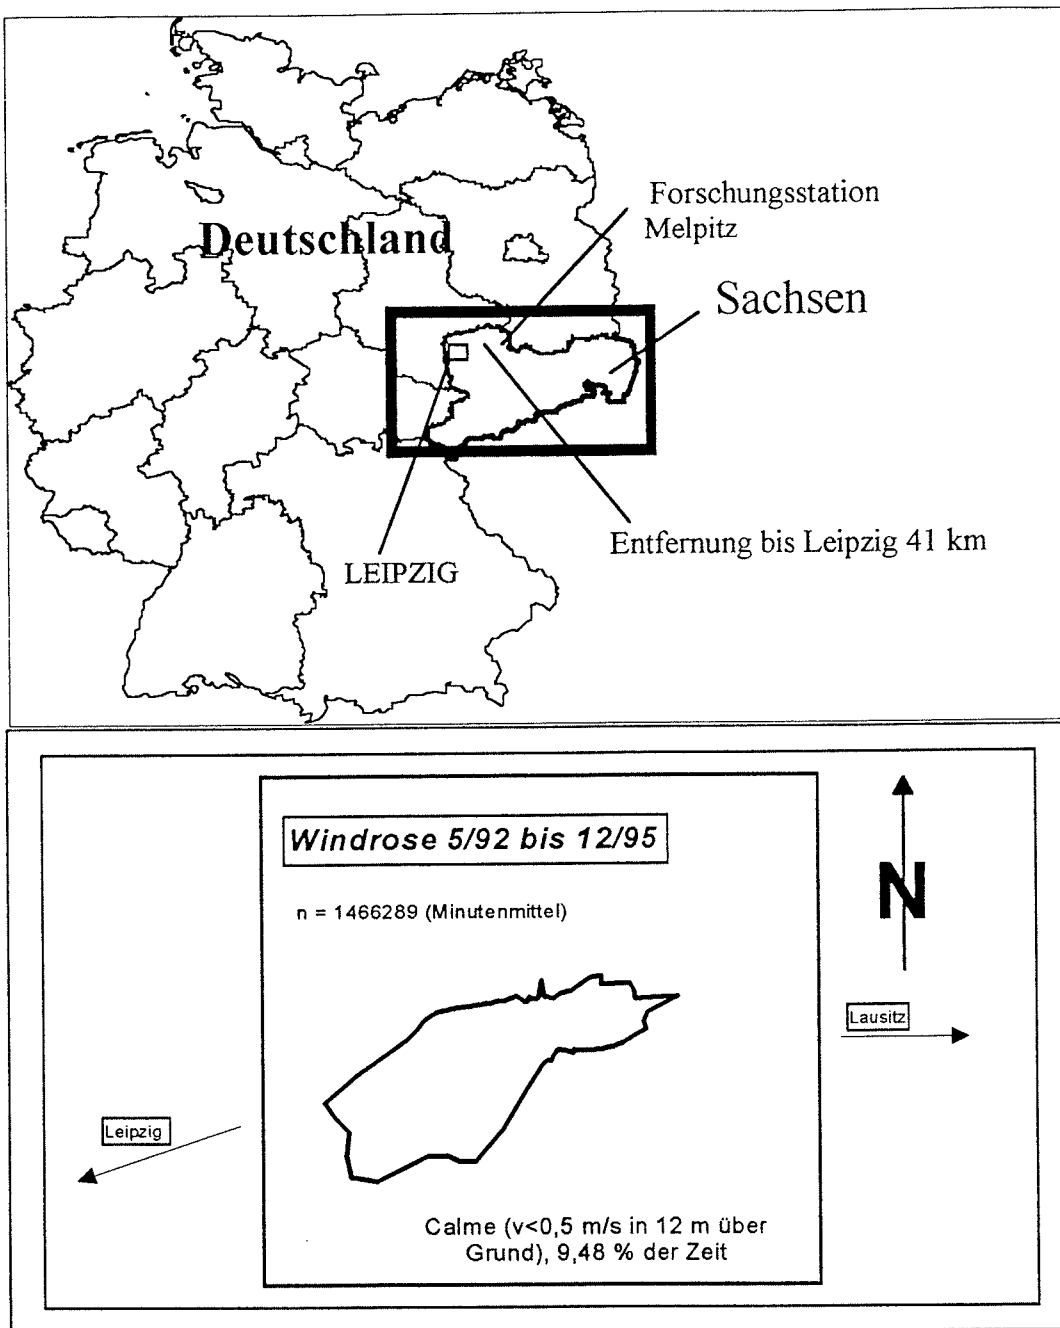 Forschungsstation
Melpitz
Deutschland
Sachsen
Entfernung bis Leipzig 41 km
LEIPZIG
Windrose 5/92 bis 12/95
n = 1466289 (Minutenmittel)
N
Lausitz
Leipzig
Calme (v<0,5 m/s in 12 m über
Grund), 9,48 % der Zeit